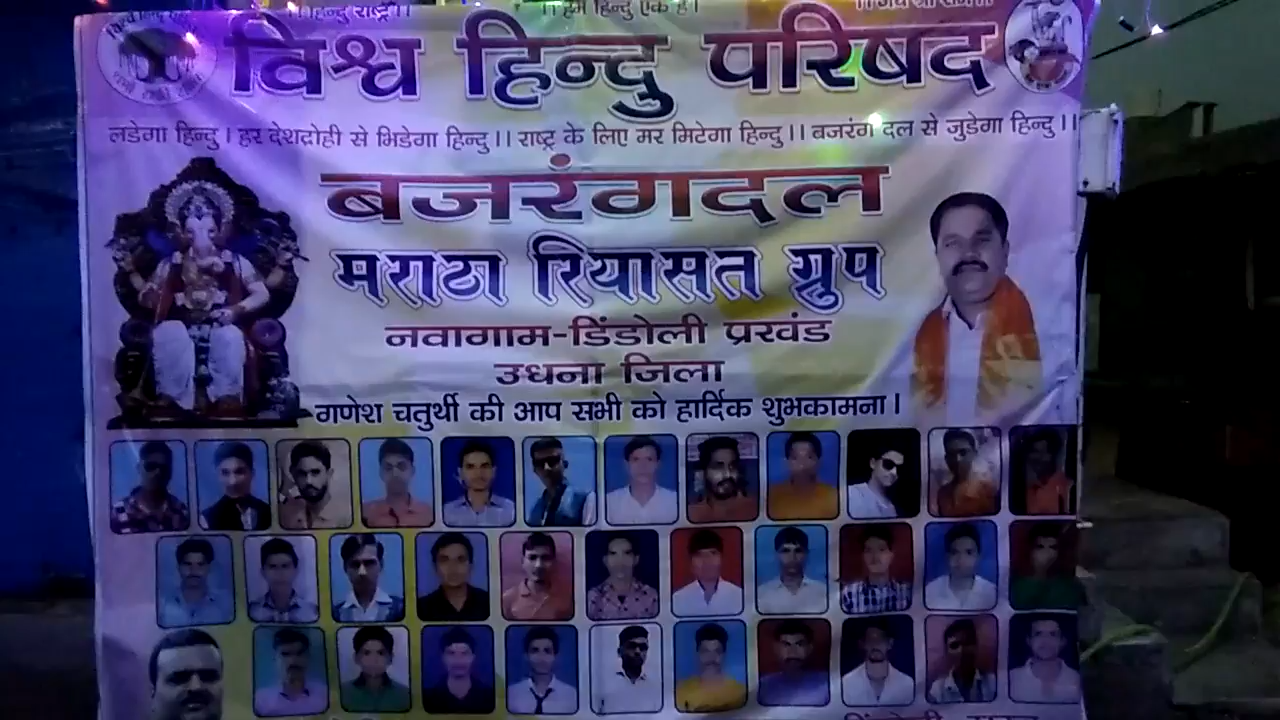 ।। हिन्दु राष्ट्र ।।
।। हम हिन्दु एक है ।
।। जय श्री राम ।।
विश्व हिन्दु परिषद
लडेगा हिन्दु । हर देशद्रोही से भिडेगा हिन्दु ।। राष्ट्र के लिए मर मिटेगा हिन्दु ।। बजरंग दल से जुडेगा हिन्दु ।।
बजरंगदल
मराठा रियासत ग्रुप
नवागाम-डिंडोली प्रखंड
उधना जिला
गणेश चतुर्थी की आप सभी को हार्दिक शुभकामना ।